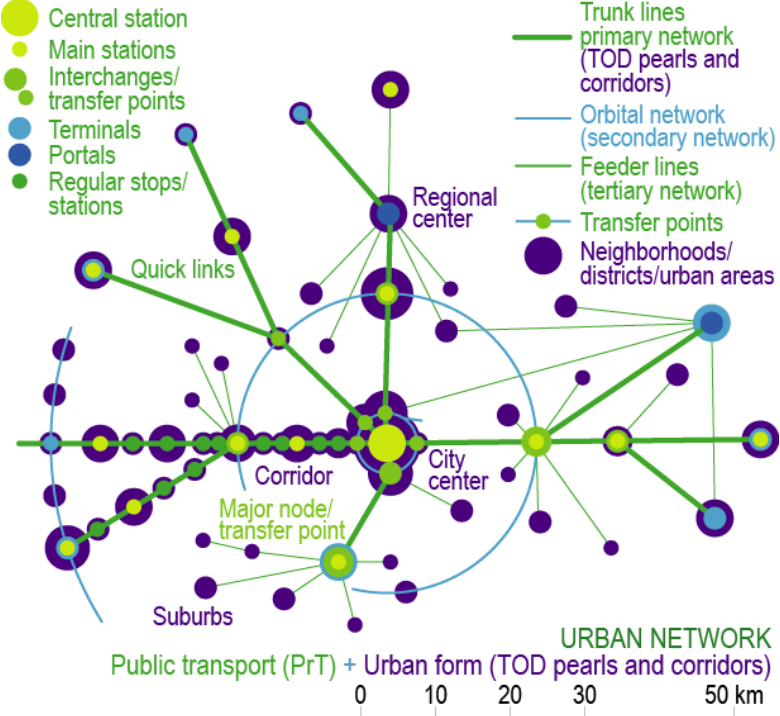 Central station
Main stations
Interchanges/
transfer points
Terminals
Portals
Regular stops/
stations
Trunk lines
primary network
(TOD pearls and
corridors)
Orbital network
(secondary network)
Feeder lines
(tertiary network)
Transfer points
Neighborhoods/
districts/urban areas
Regional
center
Quick links
Corridor
City
center
Major node/
transfer point
Suburbs
URBAN NETWORK
Public transport (PrT) + Urban form (TOD pearls and corridors)
0 10 20 30 50 km